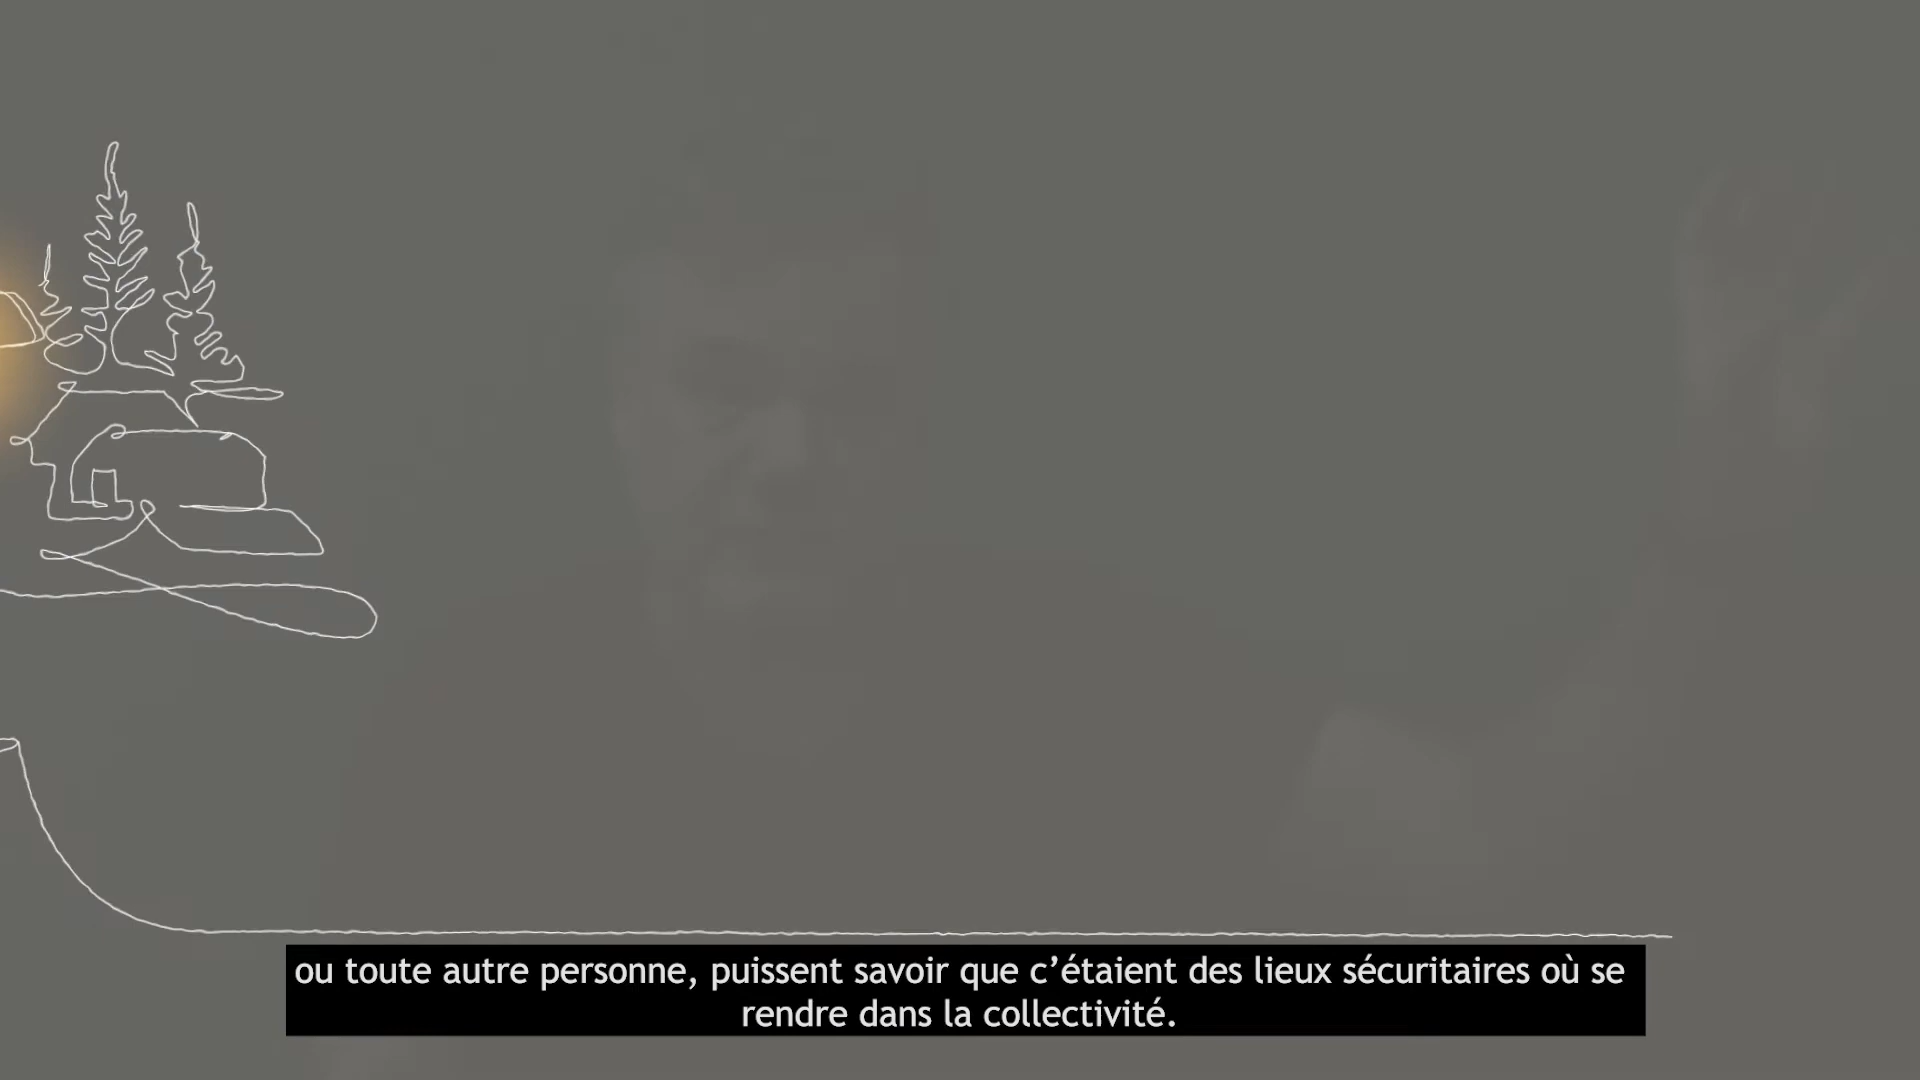 ou toute autre personne, puissent savoir que c’étaient des lieux sécuritaires où se
rendre dans la collectivité.